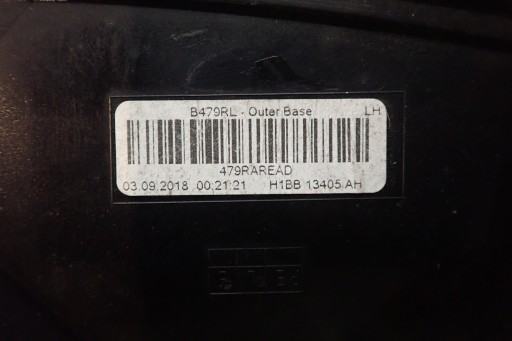 B479RL - Outer Base LH
479RAREAD
03.09.2018 00:21:21 H1BB 13405 AH